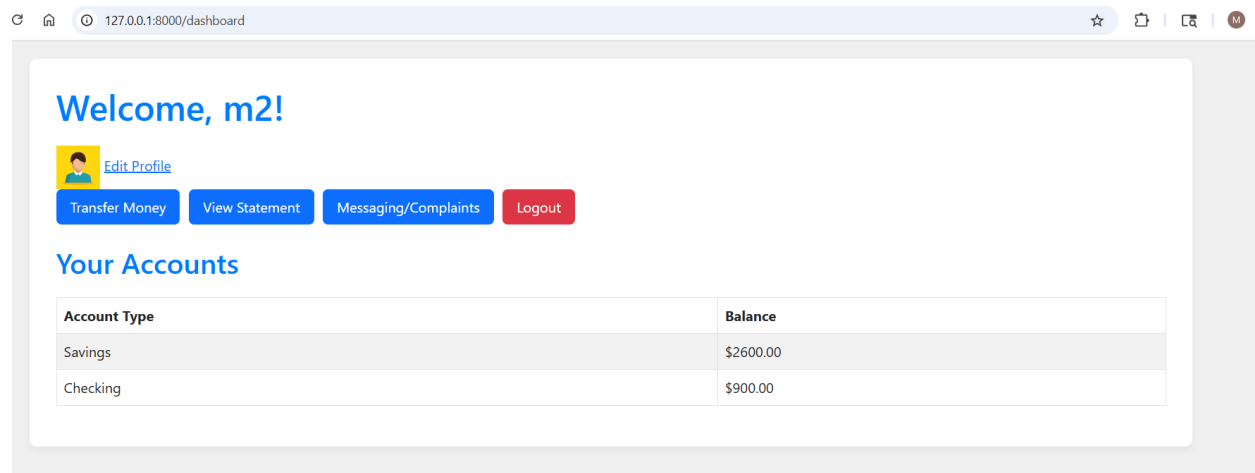 127.0.0.1:8000/dashboard
M
Welcome, m2!
Edit Profile
Transfer Money View Statement Messaging/Complaints Logout
Your Accounts
Account Type Balance
Savings $2600.00
Checking $900.00